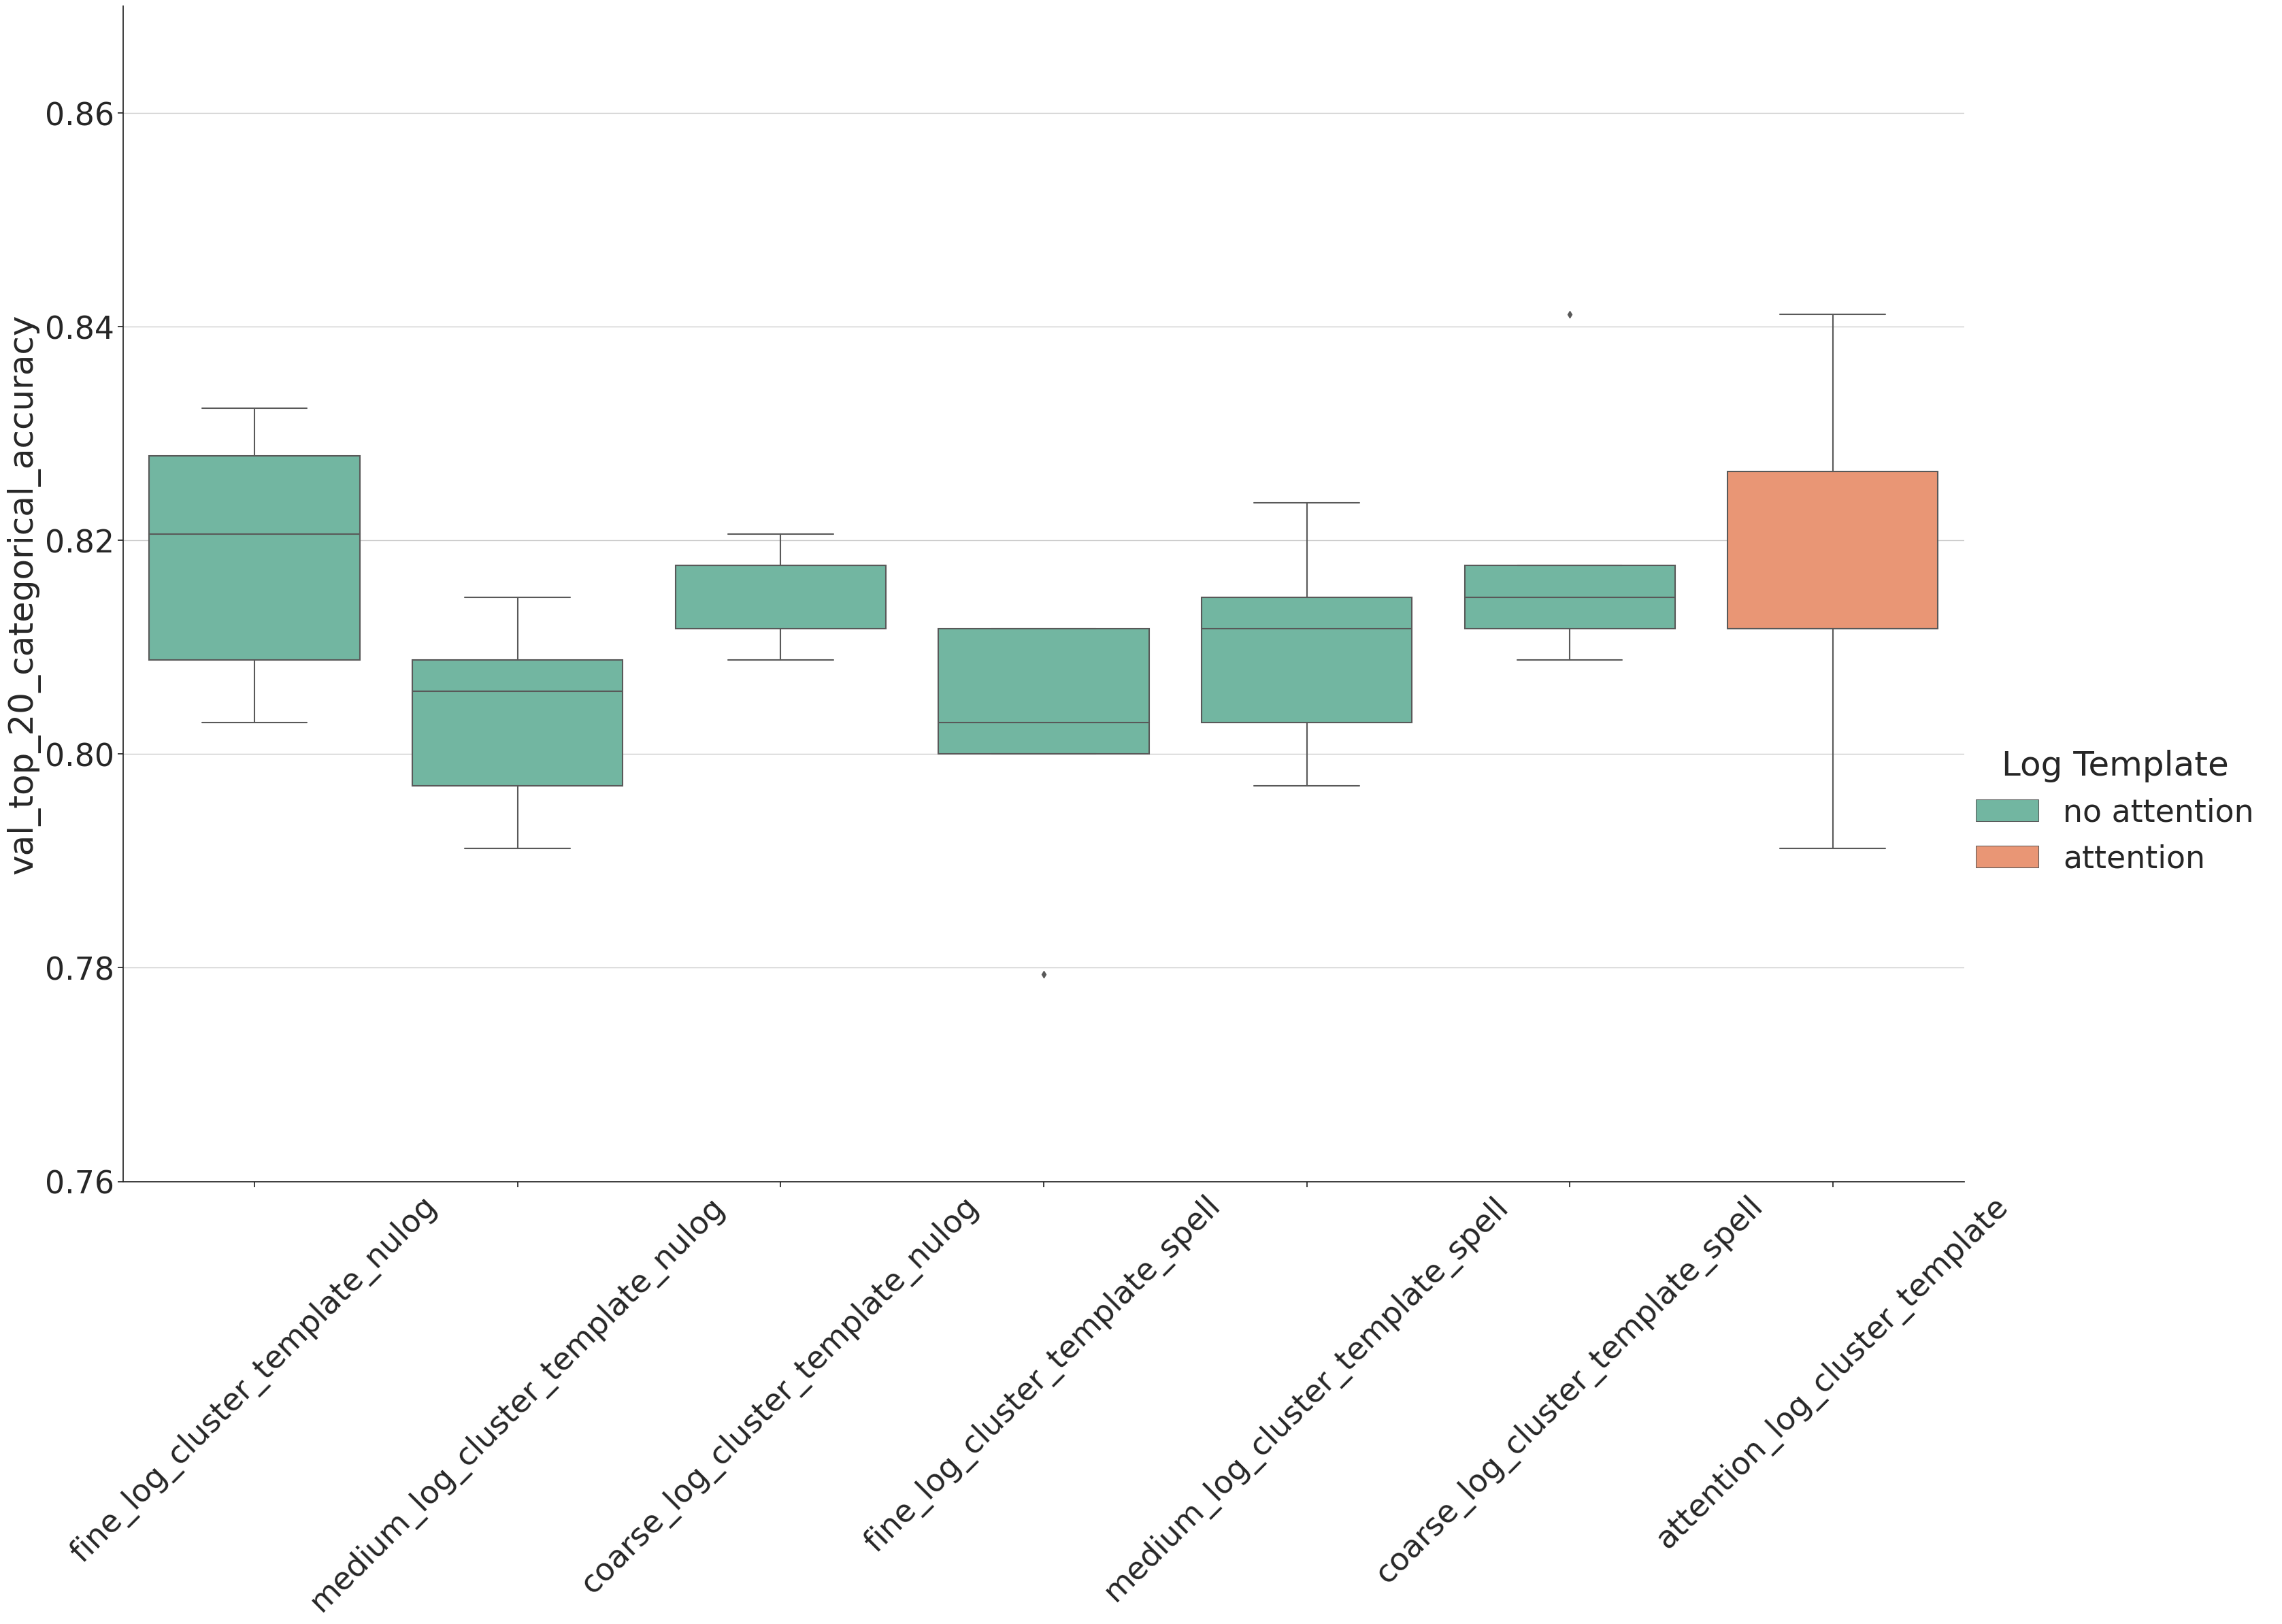 val_top_20_categorical_accuracy
0.86
0.84
0.82
0.80
0.78
0.76
fine_log_cluster_template_nulog
medium_log_cluster_template_nulog
coarse_log_cluster_template_nulog
fine_log_cluster_template_spell
medium_log_cluster_template_spell
coarse_log_cluster_template_spell
attention_log_cluster_template
Log Template
no attention
attention